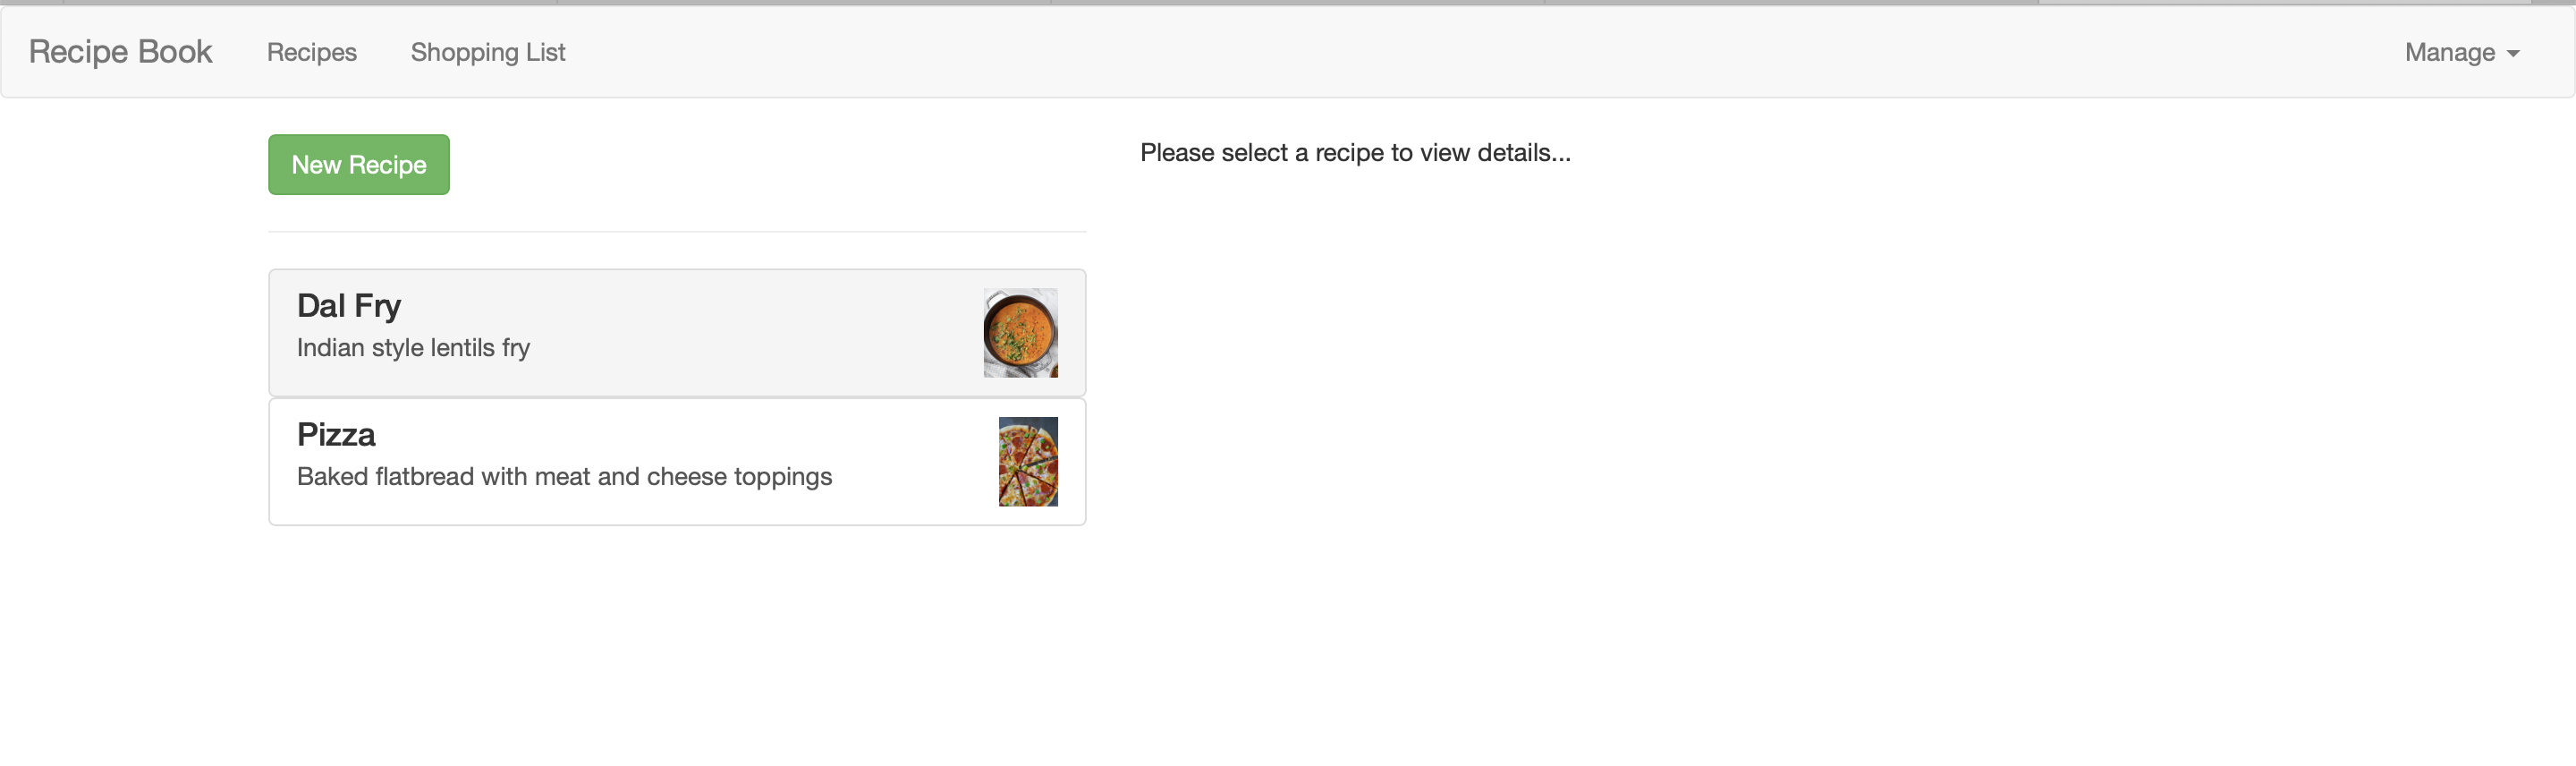 Recipe Book Recipes Shopping List Manage
New Recipe
Please select a recipe to view details...
Dal Fry
Indian style lentils fry
Pizza
Baked flatbread with meat and cheese toppings